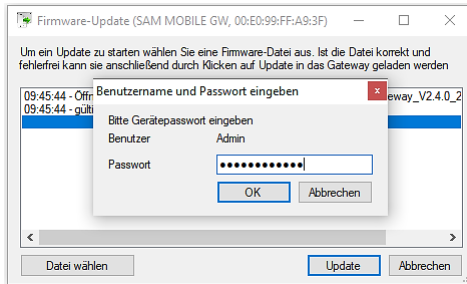 Firmware-Update (SAM MOBILE GW, 00:E0:99:FF:A9:3F)
Um ein Update zu starten wählen Sie eine Firmware-Datei aus. Ist die Datei korrekt und
fehlerfrei kann sie anschließend durch Klicken auf Update in das Gateway geladen werden
09:45:44 - Öffn
eway_V2.4.0_2
09:45:44 - gülti
Benutzername und Passwort eingeben
Bitte Gerätepasswort eingeben
Benutzer Admin
Passwort ●●●●●●●●●●●●
OK Abbrechen
Datei wählen Update Abbrechen